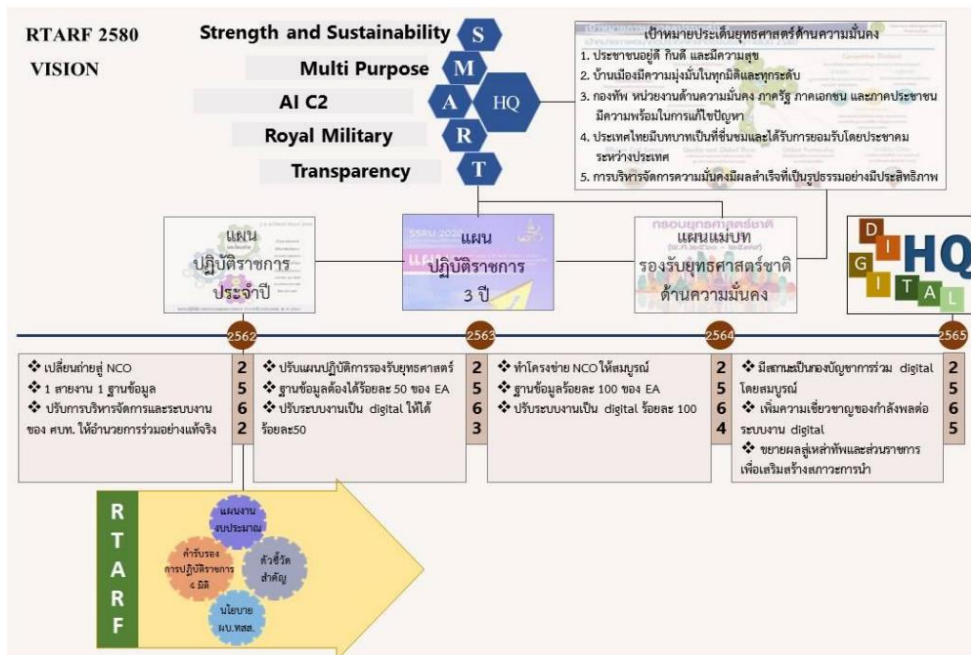 RTARF 2580
VISION
Strength and Sustainability
Multi Purpose
AI C2
Royal Military
Transparency
S
M
A
R
T
HQ
เป้าหมายประเด็นยุทธศาสตร์ด้านความมั่นคง
1. ประชาชนอยู่ดี กินดี และมีความสุข
2. บ้านเมืองมีความมุ่งมั่นในทุกมิติและทุกระดับ
3. กองทัพ หน่วยงานด้านความมั่นคง ภาครัฐ ภาคเอกชน และภาคประชาชน
มีความพร้อมในการแก้ไขปัญหา
4. ประเทศไทยมีบทบาทเป็นที่ชื่นชมและได้รับการยอมรับโดยประชาคม
ระหว่างประเทศ
5. การบริหารจัดการความมั่นคงมีผลสำเร็จที่เป็นรูปธรรมอย่างมีประสิทธิภาพ
แผน
ปฏิบัติราชการ
ประจำปี
แผน
ปฏิบัติราชการ
3 ปี
กรอบยุทธศาสตร์ชาติ
แผนแม่บท
รองรับยุทธศาสตร์ชาติ
ด้านความมั่นคง
DIGITAL
HQ
2562
2563
2564
2565
❖ เปลี่ยนถ่ายสู่ NCO
❖ 1 สายงาน 1 ฐานข้อมูล
❖ ปรับการบริหารจัดการและระบบงาน
ของ ศบท. ให้อำนวยการร่วมอย่างแท้จริง
2562
❖ ปรับแผนปฏิบัติการรองรับยุทธศาสตร์
❖ ฐานข้อมูลต้องได้ร้อยละ 50 ของ EA
❖ ปรับระบบงานเป็น digital ให้ได้
ร้อยละ50
2563
❖ ทำโครงข่าย NCO ให้สมบูรณ์
❖ ฐานข้อมูลร้อยละ 100 ของ EA
❖ ปรับระบบงานเป็น digital ร้อยละ 100
2564
❖ มีสถานะเป็นกองบัญชาการร่วม digital
โดยสมบูรณ์
❖ เพิ่มความเชี่ยวชาญของกำลังพลต่อ
ระบบงาน digital
❖ ขยายผลสู่เหล่าทัพและส่วนราชการ
เพื่อเสริมสร้างสภาวะการนำ
2565
RTARF
แผนงาน
งบประมาณ
คำรับรอง
การปฏิบัติราชการ
4 มิติ
ตัวชี้วัด
สำคัญ
นโยบาย
ผบ.ทสส.